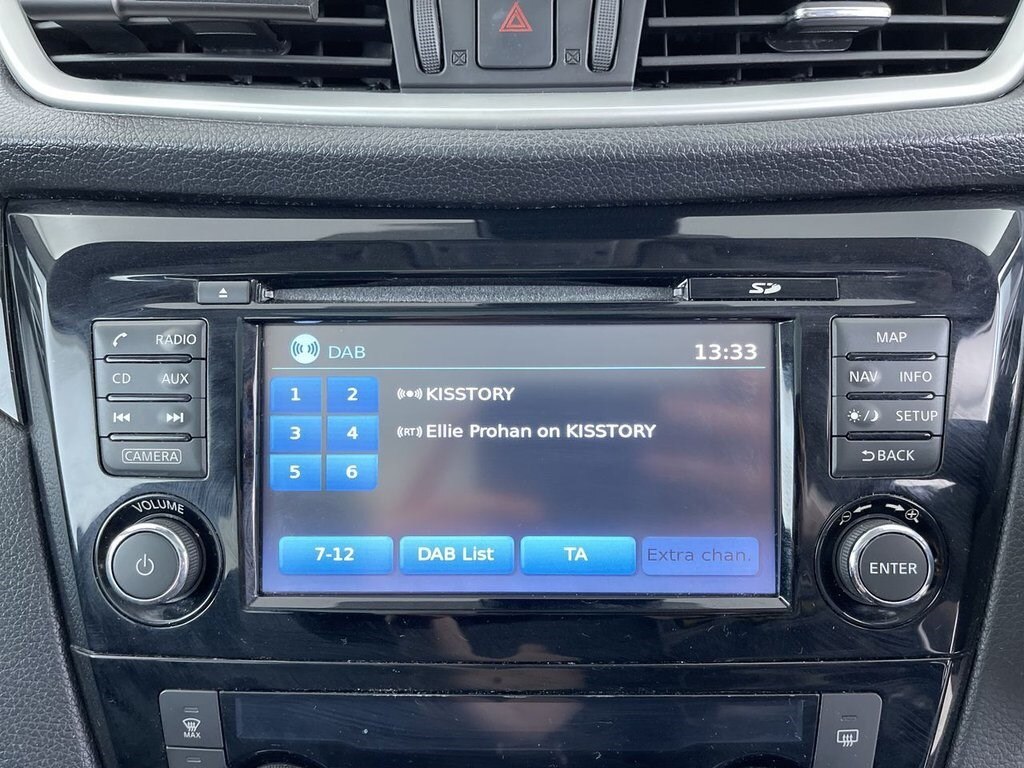 SD
RADIO
CD AUX
CAMERA
VOLUME
DAB
13:33
1 2
3 4
5 6
KISSTORY
(RT) Ellie Prohan on KISSTORY
7-12 DAB List TA Extra chan.
MAP
NAV INFO
SETUP
BACK
ENTER
MAX